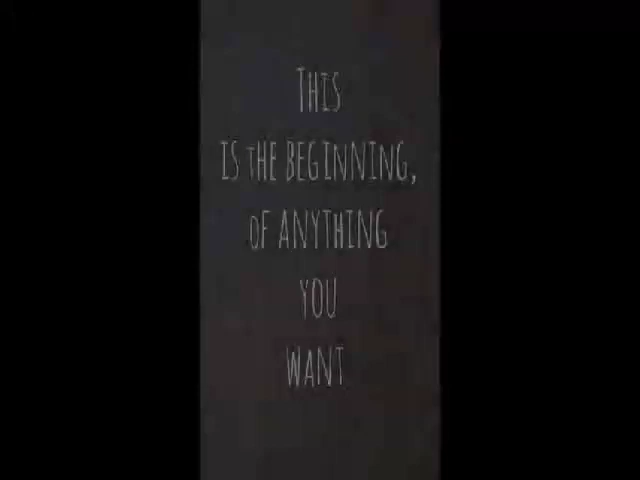 THIS
IS tHE BEGINNING,
OF ANYTHING
YOU
WANT